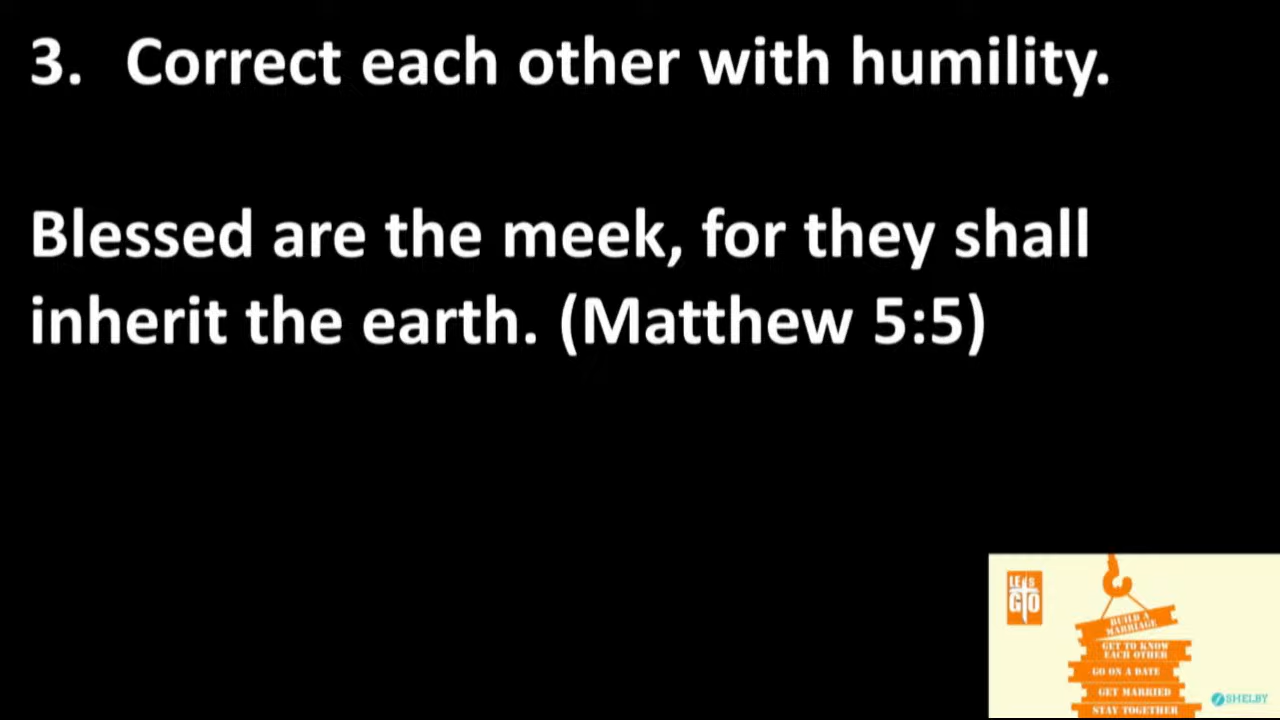 3. Correct each other with humility.
Blessed are the meek, for they shall
inherit the earth. (Matthew 5:5)
LET'S
GO
BUILD A
MARRIAGE
GET TO KNOW
EACH OTHER
GO ON A DATE
GET MARRIED
STAY TOGETHER
SHELBY